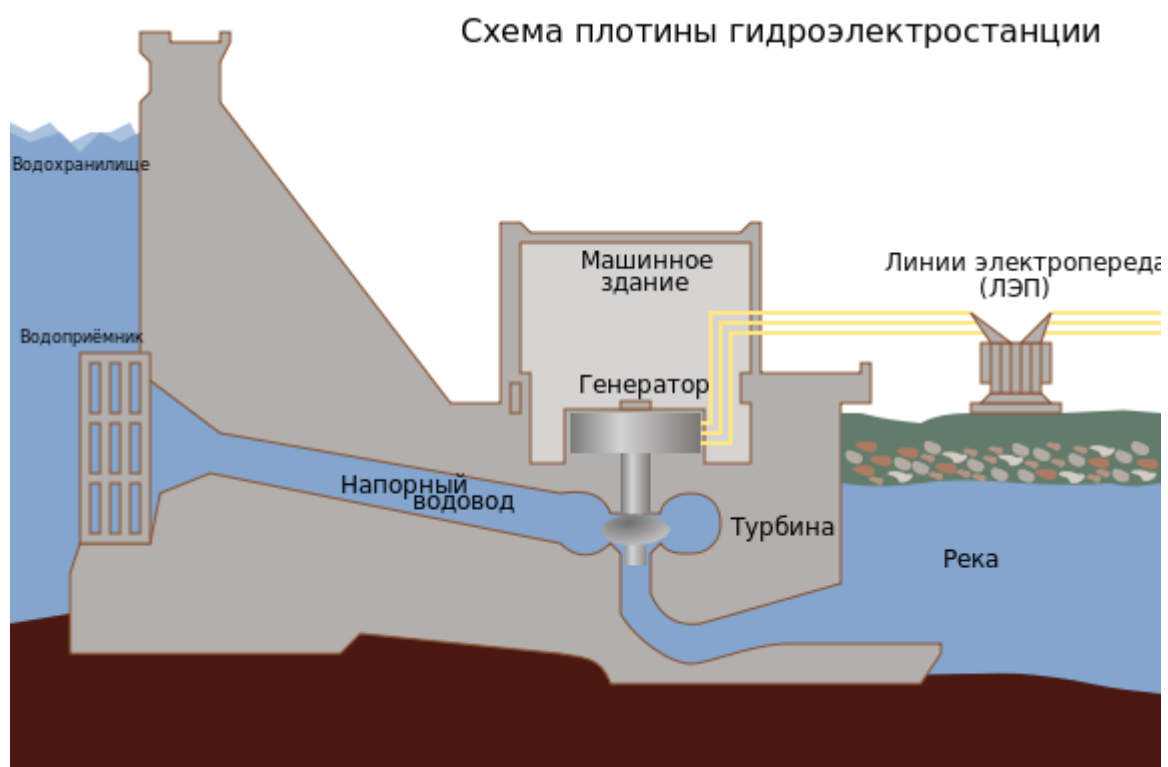 Схема плотины гидроэлектростанции
Водохранилище
Машинное
здание
Линии электропереда
(ЛЭП)
Водоприёмник
Генератор
Напорный
водовод
Турбина
Река